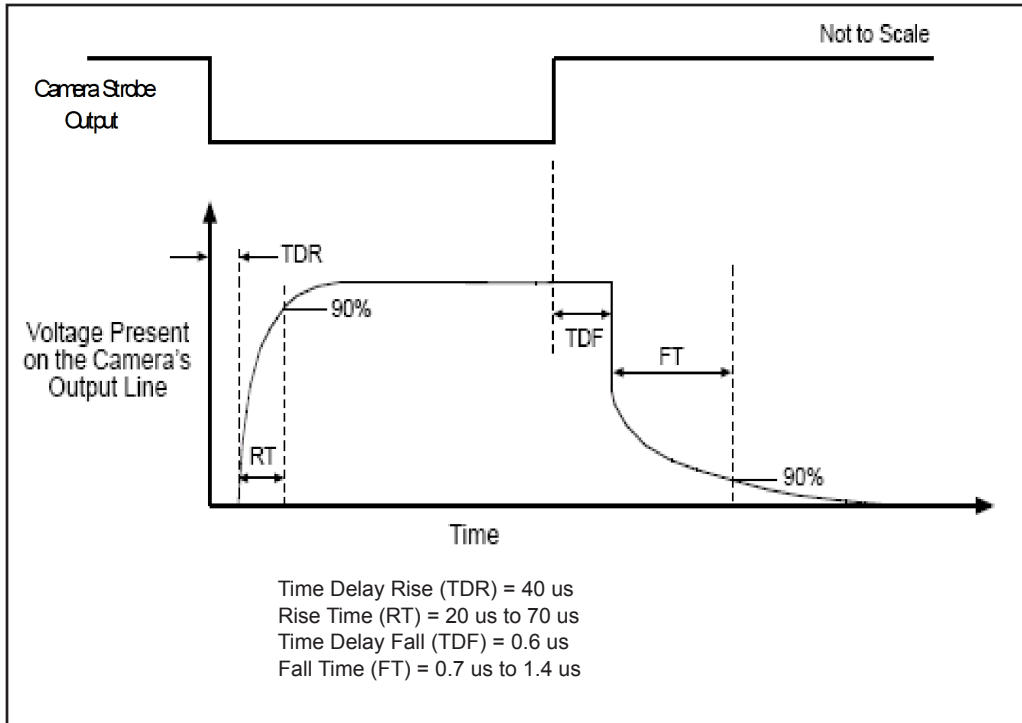 Not to Scale
Camera Strobe
Output
TDR
90%
Voltage Present
on the Camera's
Output Line
TDF
FT
RT
90%
Time
Time Delay Rise (TDR) = 40 us
Rise Time (RT) = 20 us to 70 us
Time Delay Fall (TDF) = 0.6 us
Fall Time (FT) = 0.7 us to 1.4 us